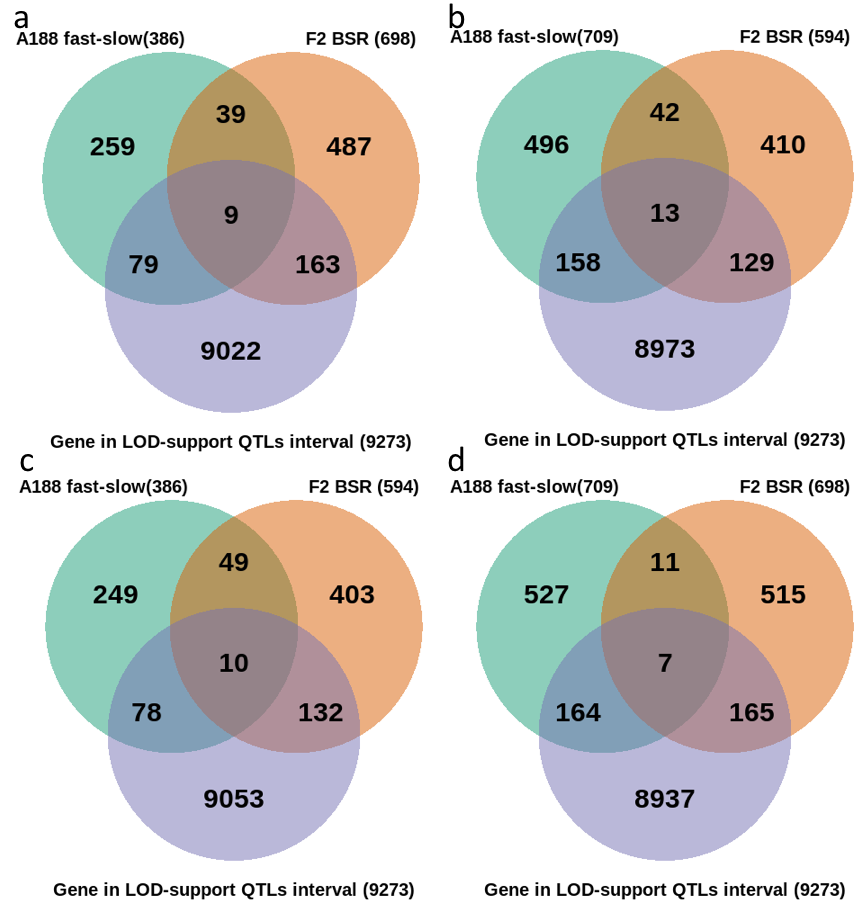 a
A188 fast-slow(386)
F2 BSR (698)
39
259
487
9
79
163
9022
Gene in LOD-support QTLs interval (9273)
b
A188 fast-slow(709)
F2 BSR (594)
42
496
410
13
158
129
8973
Gene in LOD-support QTLs interval (9273)
c
A188 fast-slow(386)
F2 BSR (594)
49
249
403
10
78
132
9053
Gene in LOD-support QTLs interval (9273)
d
A188 fast-slow(709)
F2 BSR (698)
11
527
515
7
164
165
8937
Gene in LOD-support QTLs interval (9273)